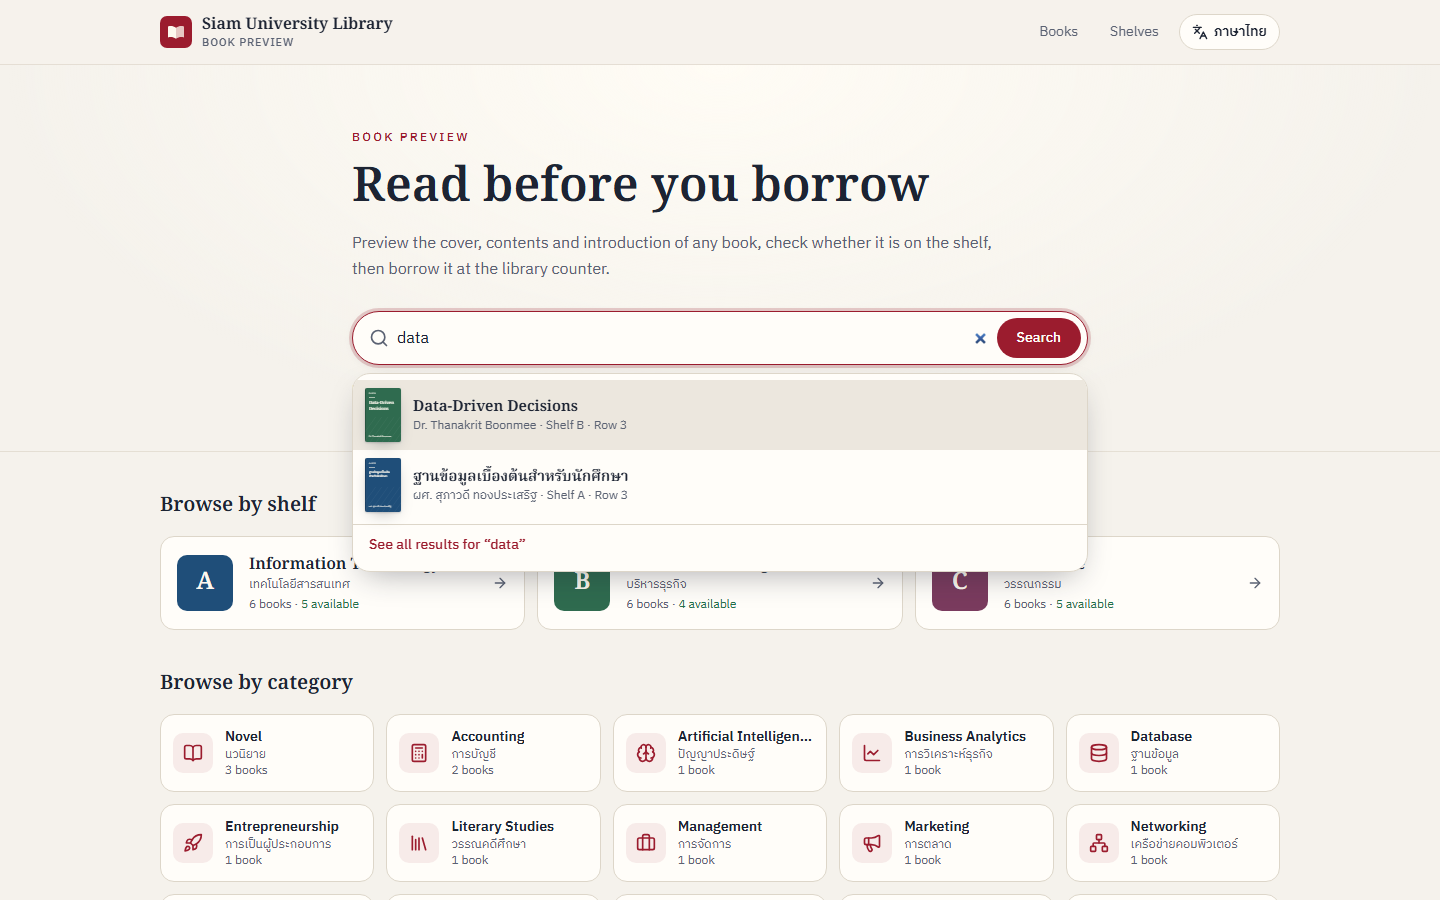 Siam University Library
BOOK PREVIEW
Books
Shelves
ภาษาไทย
BOOK PREVIEW
Read before you borrow
Preview the cover, contents and introduction of any book, check whether it is on the shelf,
then borrow it at the library counter.
data
Search
Data-Driven Decisions
Data-Driven Decisions
Dr. Thanakrit Boonmee · Shelf B · Row 3
ฐานข้อมูลเบื้องต้นสำหรับนักศึกษา
ผศ. สุภาวดี ทองประเสริฐ · Shelf A · Row 3
See all results for “data”
Browse by shelf
A
Information
เทคโนโลยีสารสนเทศ
6 books · 5 available
B
บริหารธุรกิจ
6 books · 4 available
C
วรรณกรรม
6 books · 5 available
Browse by category
Novel
นวนิยาย
3 books
Accounting
การบัญชี
2 books
Artificial Intelligen...
ปัญญาประดิษฐ์
1 book
Business Analytics
การวิเคราะห์ธุรกิจ
1 book
Database
ฐานข้อมูล
1 book
Entrepreneurship
การเป็นผู้ประกอบการ
1 book
Literary Studies
วรรณคดีศึกษา
1 book
Management
การจัดการ
1 book
Marketing
การตลาด
1 book
Networking
เครือข่ายคอมพิวเตอร์
1 book